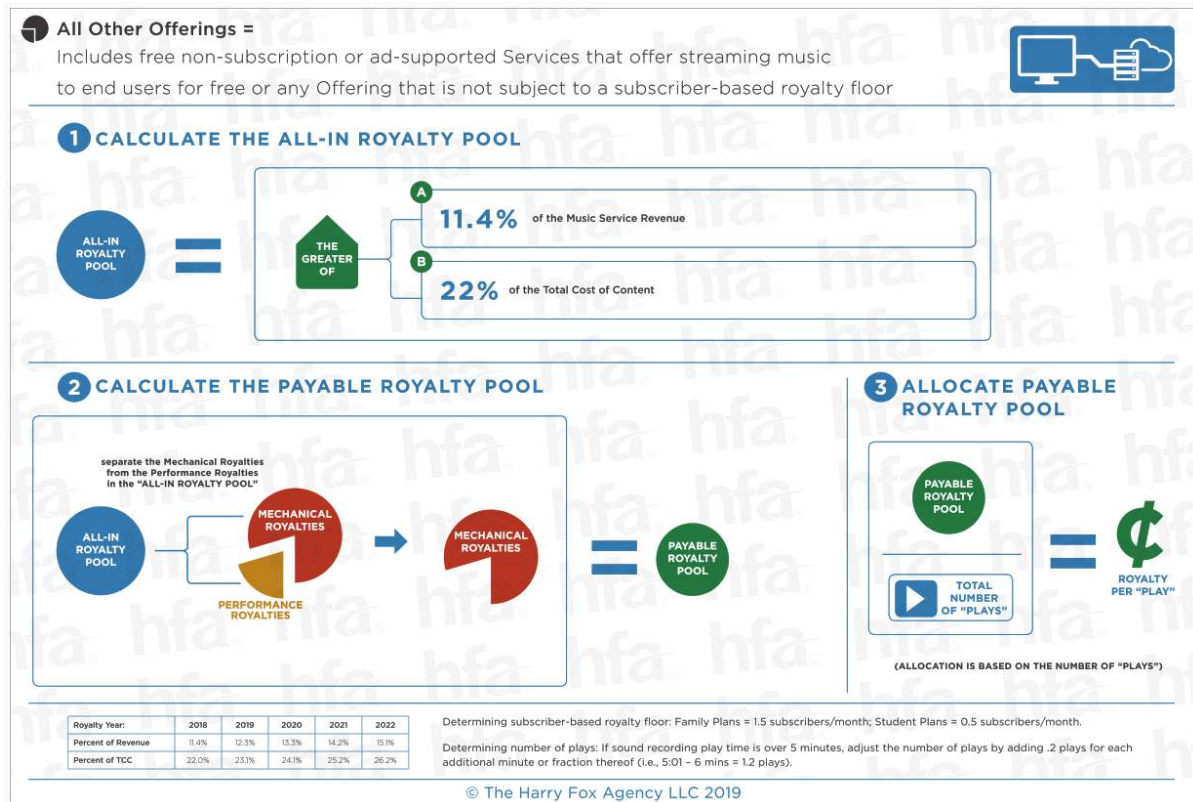 All Other Offerings =
Includes free non-subscription or ad-supported Services that offer streaming music
to end users for free or any Offering that is not subject to a subscriber-based royalty floor
1 CALCULATE THE ALL-IN ROYALTY POOL
ALL-IN
ROYALTY
POOL
=
THE
GREATER
OF
A
11.4% of the Music Service Revenue
B
22% of the Total Cost of Content
2 CALCULATE THE PAYABLE ROYALTY POOL
separate the Mechanical Royalties
from the Performance Royalties
in the “ALL-IN ROYALTY POOL”
ALL-IN
ROYALTY
POOL
MECHANICAL
ROYALTIES
PERFORMANCE
ROYALTIES
MECHANICAL
ROYALTIES
=
PAYABLE
ROYALTY
POOL
3 ALLOCATE PAYABLE
ROYALTY POOL
PAYABLE
ROYALTY
POOL
TOTAL
NUMBER
OF “PLAYS”
=
¢
ROYALTY
PER “PLAY”
(ALLOCATION IS BASED ON THE NUMBER OF “PLAYS”)
Royalty Year: 2018 2019 2020 2021 2022
Percent of Revenue 11.4% 12.3% 13.3% 14.2% 15.1%
Percent of TCC 22.0% 23.1% 24.1% 25.2% 26.2%
Determining subscriber-based royalty floor: Family Plans = 1.5 subscribers/month; Student Plans = 0.5 subscribers/month.
Determining number of plays: If sound recording play time is over 5 minutes, adjust the number of plays by adding .2 plays for each
additional minute or fraction thereof (i.e., 5:01 – 6 mins = 1.2 plays).
© The Harry Fox Agency LLC 2019
hfa